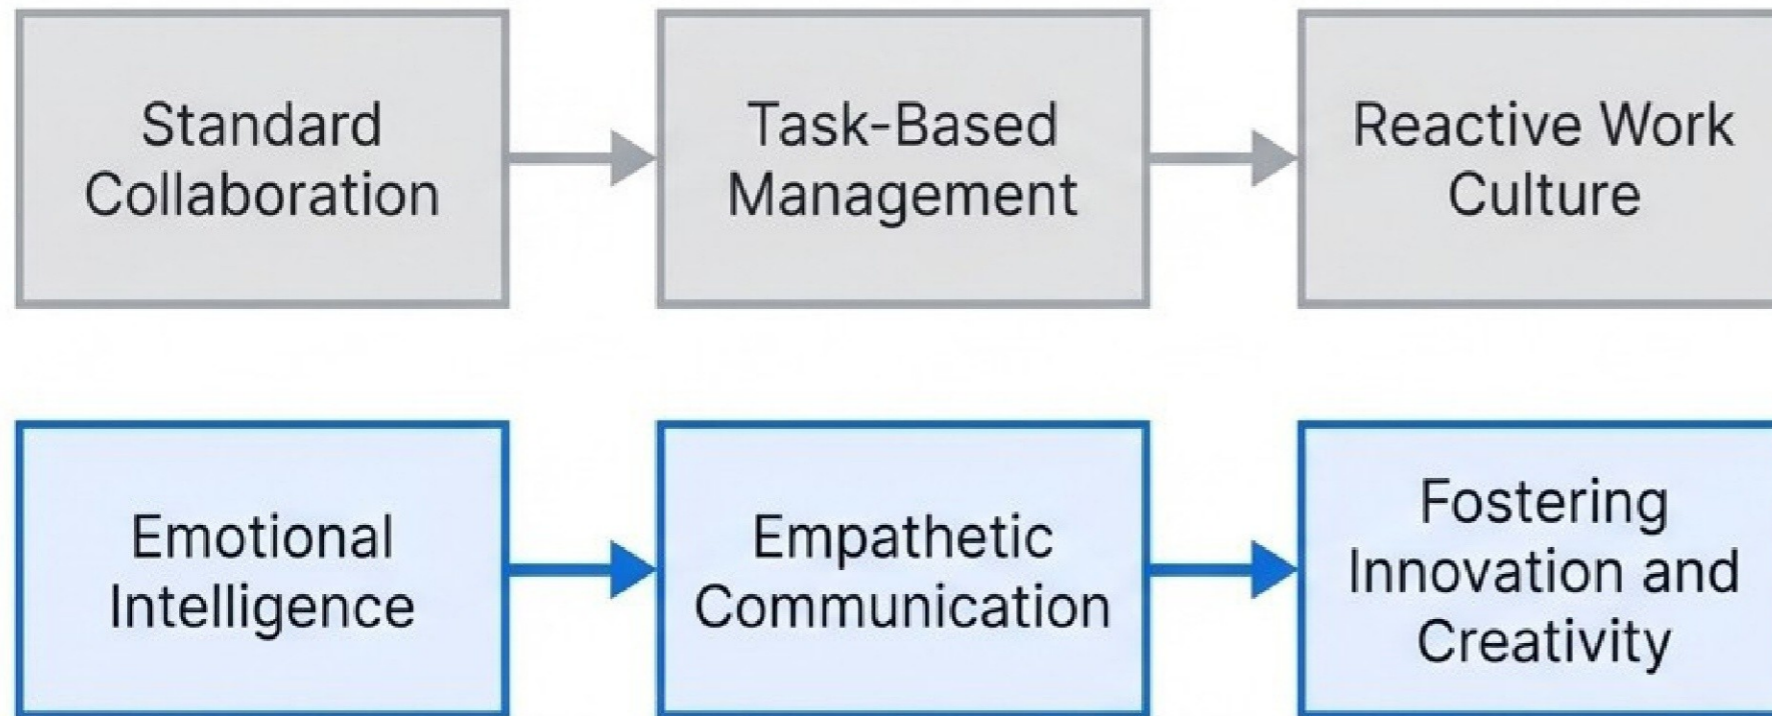 Standard
Collaboration
Task-Based
Management
Reactive Work
Culture
Emotional
Intelligence
Empathetic
Communication
Fostering
Innovation and
Creativity